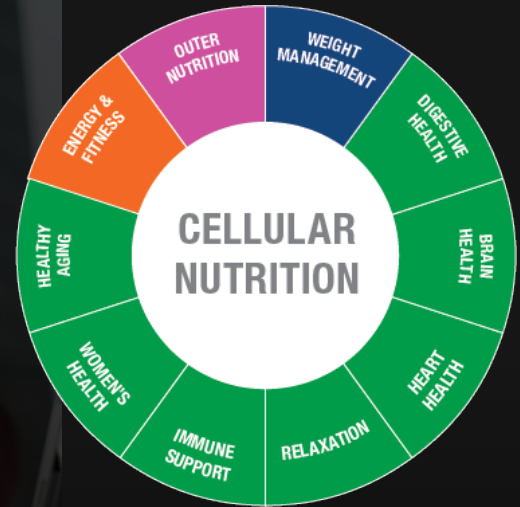 CELLULAR
NUTRITION
WEIGHT
MANAGEMENT
DIGESTIVE
HEALTH
BRAIN
HEALTH
HEART
HEALTH
RELAXATION
IMMUNE
SUPPORT
WOMEN'S
HEALTH
HEALTHY
AGING
ENERGY &
FITNESS
OUTER
NUTRITION